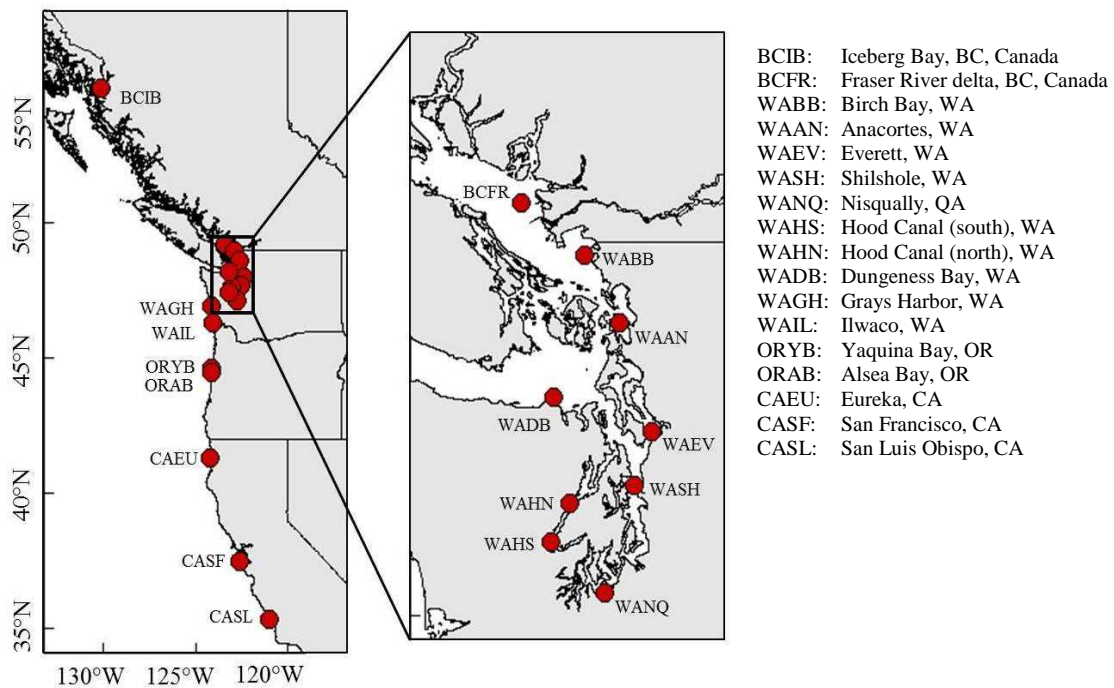 BCIB
55°N
50°N
45°N
40°N
35°N
WAGH
WAIL
ORYB
ORAB
CAEU
CASF
CASL
130°W 125°W 120°W
BCFR
WABB
WAAN
WADB
WAEV
WASH
WAHN
WAHS
WANQ
BCIB: Iceberg Bay, BC, Canada
BCFR: Fraser River delta, BC, Canada
WABB: Birch Bay, WA
WAAN: Anacortes, WA
WAEV: Everett, WA
WASH: Shilshole, WA
WANQ: Nisqually, QA
WAHS: Hood Canal (south), WA
WAHN: Hood Canal (north), WA
WADB: Dungeness Bay, WA
WAGH: Grays Harbor, WA
WAIL: Ilwaco, WA
ORYB: Yaquina Bay, OR
ORAB: Alsea Bay, OR
CAEU: Eureka, CA
CASF: San Francisco, CA
CASL: San Luis Obispo, CA